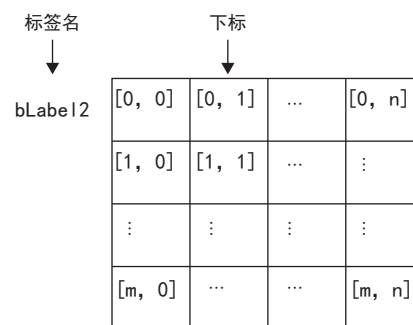 标签名 下标
bLabel2 [0, 0] [0, 1] … [0, n]
[1, 0] [1, 1] … ⋮
⋮ ⋮ ⋮ ⋮
[m, 0] … … [m, n]